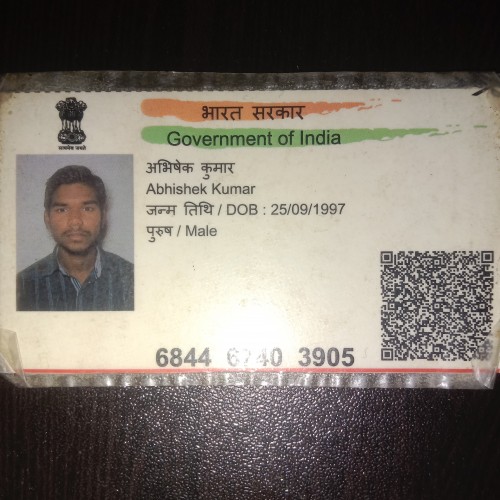 भारत सरकार
Government of India
सत्यमेव जयते
अभिषेक कुमार
Abhishek Kumar
जन्म तिथि / DOB : 25/09/1997
पुरुष / Male
6844 6740 3905